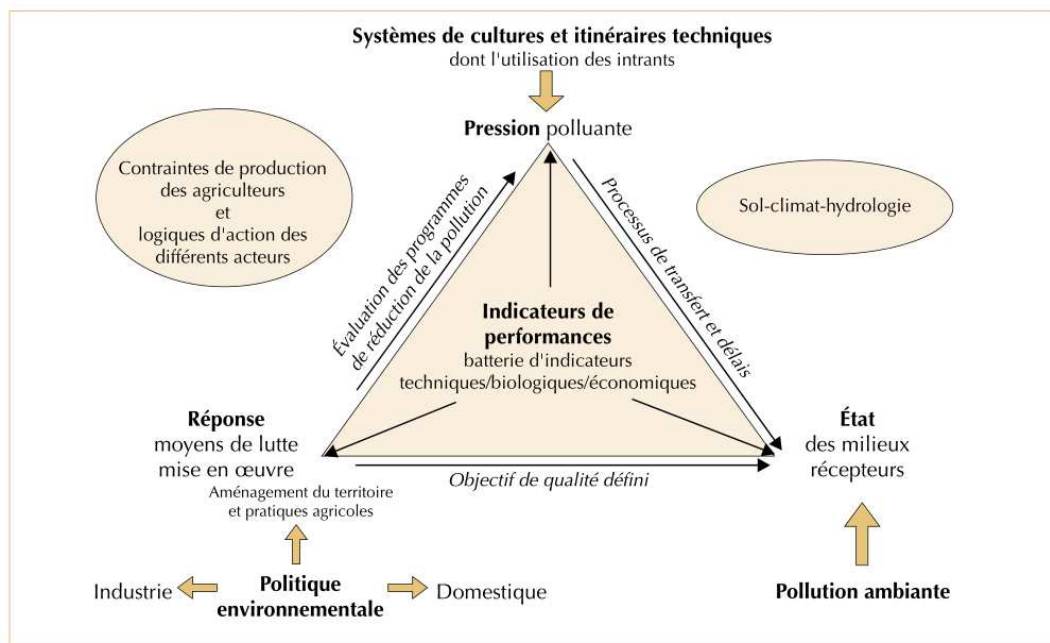 Systèmes de cultures et itinéraires techniques
dont l'utilisation des intrants
Pression polluante
Contraintes de production
des agriculteurs
et
logiques d'action des
différents acteurs
Évaluation des programmes
de réduction de la pollution
Processus de transfert et délais
Sol-climat-hydrologie
Indicateurs de
performances
batterie d'indicateurs
techniques/biologiques/économiques
Réponse
moyens de lutte
mise en œuvre
Aménagement du territoire
et pratiques agricoles
Objectif de qualité défini
État
des milieux
récepteurs
Industrie
Politique
environnementale
Domestique
Pollution ambiante